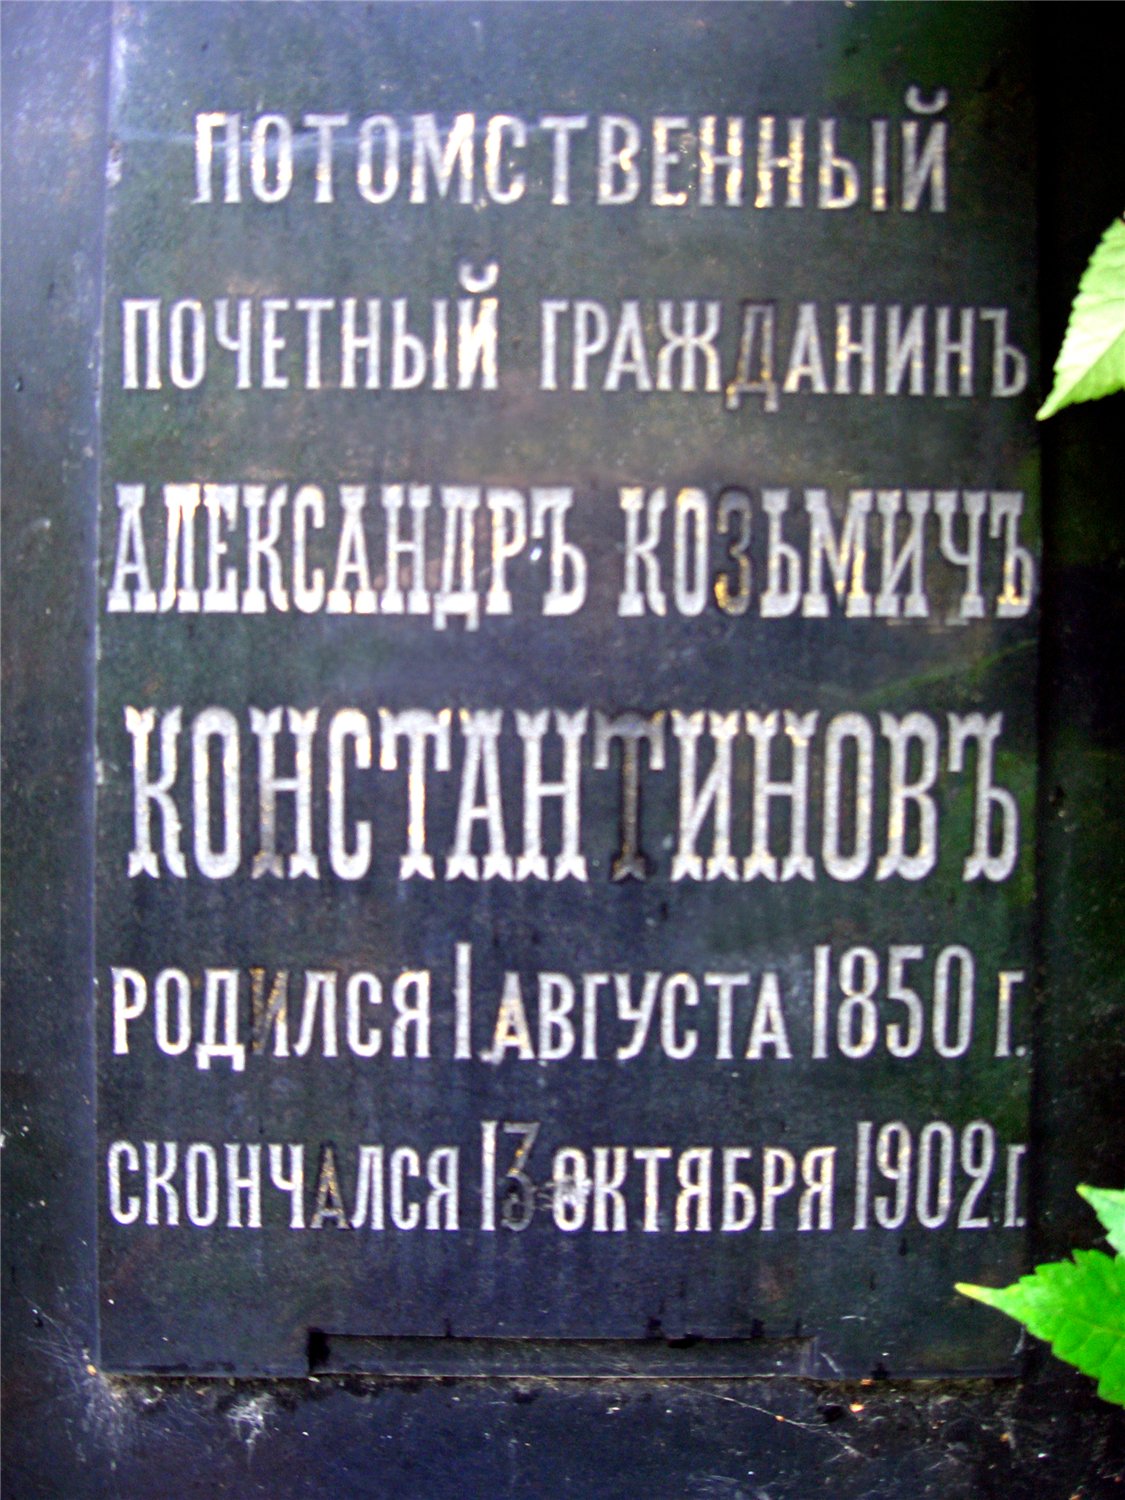 ПОТОМСТВЕННЫЙ
ПОЧЕТНЫЙ ГРАЖДАНИНЪ
АЛЕКСАНДРЪ КОЗЬМИЧЪ
КОНСТАНТИНОВЪ
РОДИЛСЯ 1 АВГУСТА 1850 г.
СКОНЧАЛСЯ 13 ОКТЯБРЯ 1902 г.